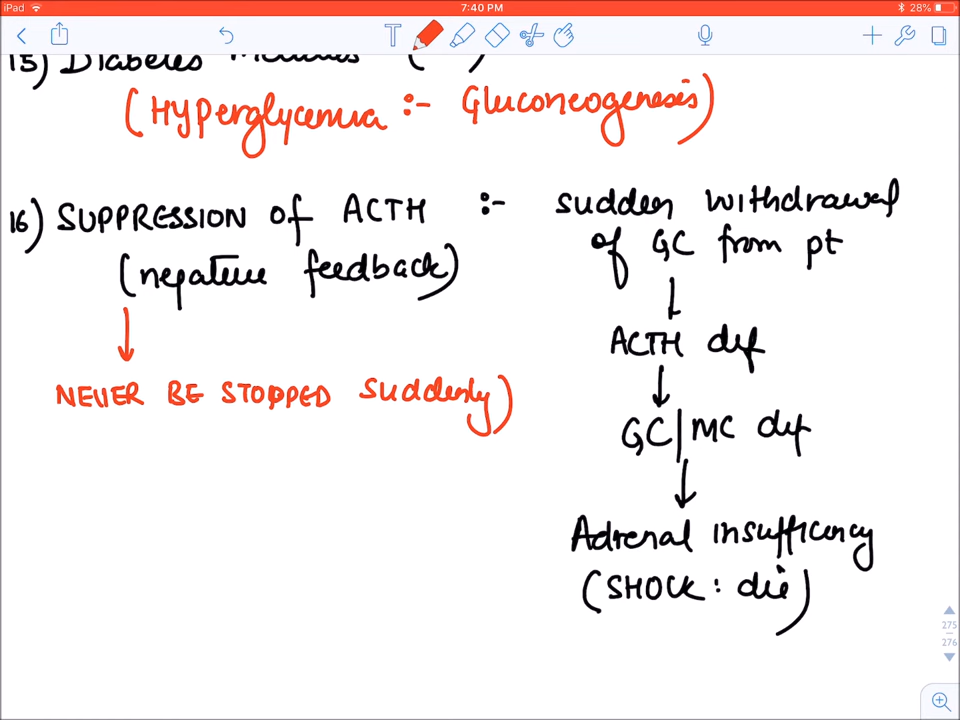 iPad
7:40 PM
28%
T
15) Diabetes Mellitus (
(Hyperglycemia :- Gluconeogenesis)
16) SUPPRESSION of ACTH :-
(negative feedback)
NEVER BE STOPPED Suddenly)
sudden withdrawal
of GC from pt
ACTH def
GC/MC def
Adrenal insufficiency
(SHOCK: die)
275
276